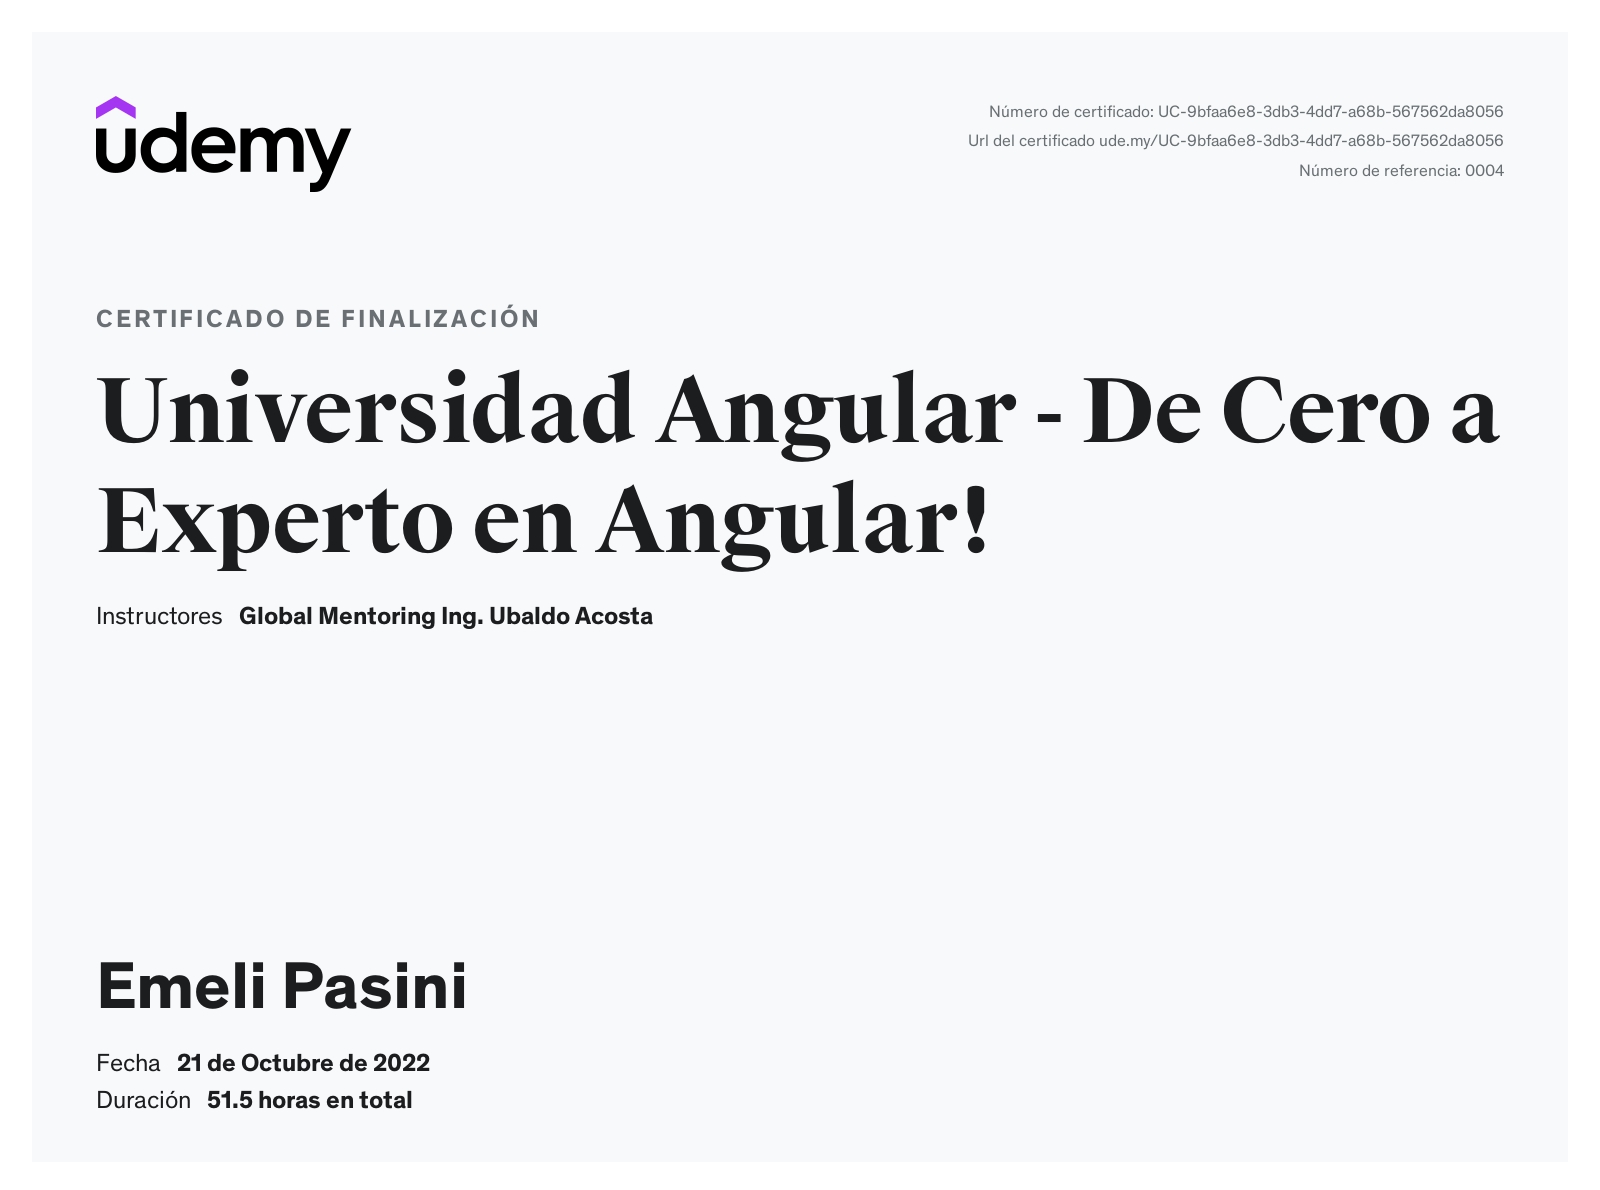 udemy
Número de certificado: UC-9bfaa6e8-3db3-4dd7-a68b-567562da8056
Url del certificado ude.my/UC-9bfaa6e8-3db3-4dd7-a68b-567562da8056
Número de referencia: 0004
CERTIFICADO DE FINALIZACIÓN
Universidad Angular - De Cero a
Experto en Angular!
Instructores Global Mentoring Ing. Ubaldo Acosta
Emeli Pasini
Fecha 21 de Octubre de 2022
Duración 51.5 horas en total